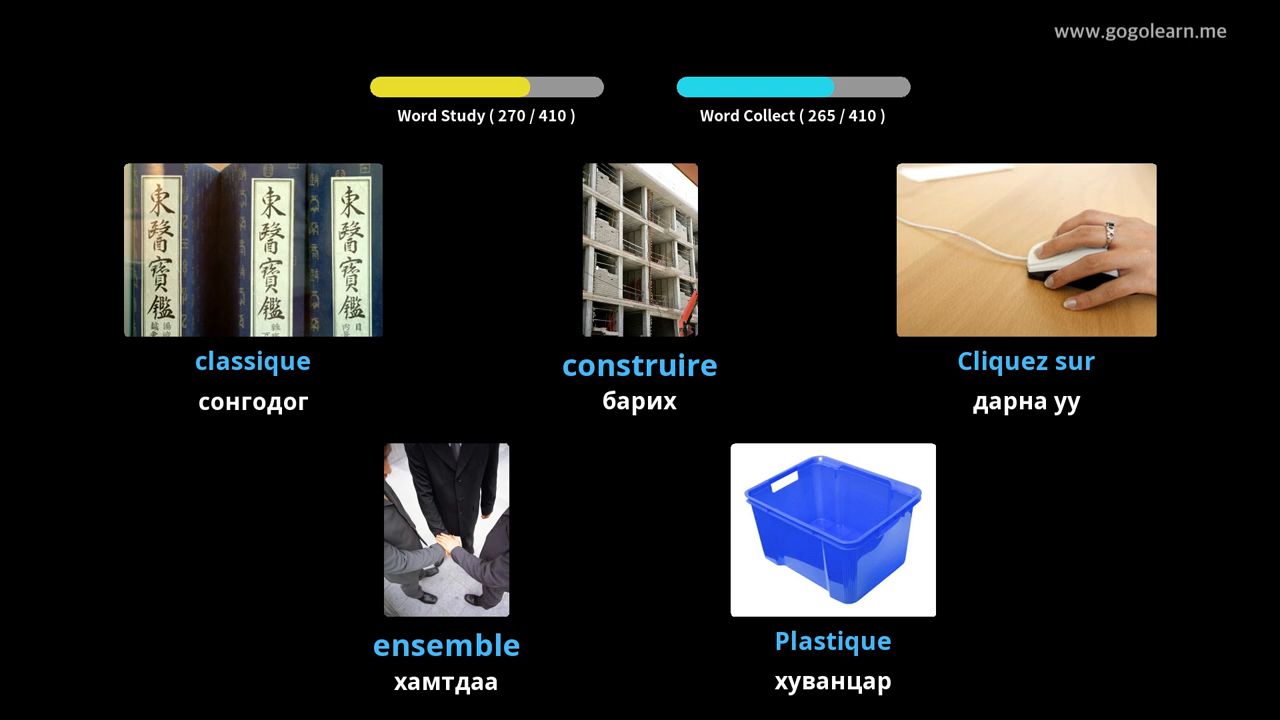 www.gogolearn.me
Word Study ( 270 / 410 )
Word Collect ( 265 / 410 )
東醫寶鑑
東醫寶鑑
東醫寶鑑
classique
сонгодог
construire
барих
Cliquez sur
дарна уу
ensemble
хамтдаа
Plastique
хуванцар